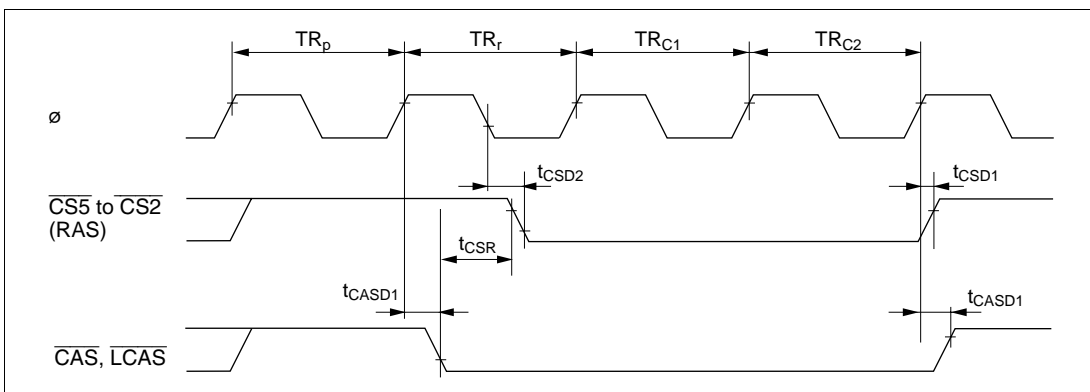 TRp TRr TRC1 TRC2
ø
tCSD2 tCSD1
CS5 to CS2
(RAS)
tCSR
tCASD1 tCASD1
CAS, LCAS